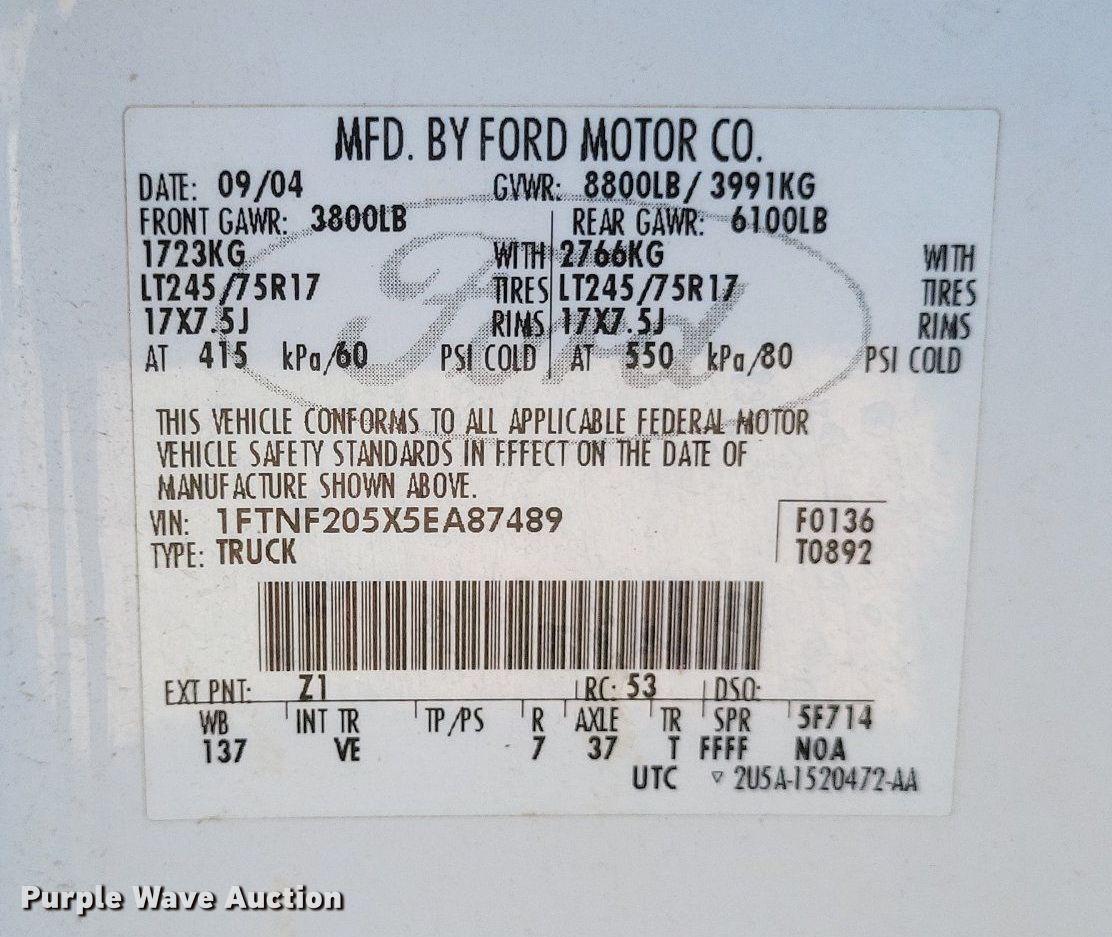 MFD. BY FORD MOTOR CO.
DATE: 09/04 GVWR: 8800LB / 3991KG
FRONT GAWR: 3800LB REAR GAWR: 6100LB
1723KG WITH 2766KG WITH
LT245/75R17 TIRES LT245/75R17 TIRES
17X7.5J RIMS 17X7.5J RIMS
AT 415 kPa/60 PSI COLD AT 550 kPa/80 PSI COLD
Ford
THIS VEHICLE CONFORMS TO ALL APPLICABLE FEDERAL MOTOR
VEHICLE SAFETY STANDARDS IN EFFECT ON THE DATE OF
MANUFACTURE SHOWN ABOVE.
VIN: 1FTNF205X5EA87489 F0136
TYPE: TRUCK T0892
EXT PNT: Z1 RC: 53 DSO:
WB INT TR TP/PS R AXLE TR SPR 5F714
137 VE 7 37 T FFFF N0A
UTC ▿ 2U5A-1520472-AA
Purple Wave Auction